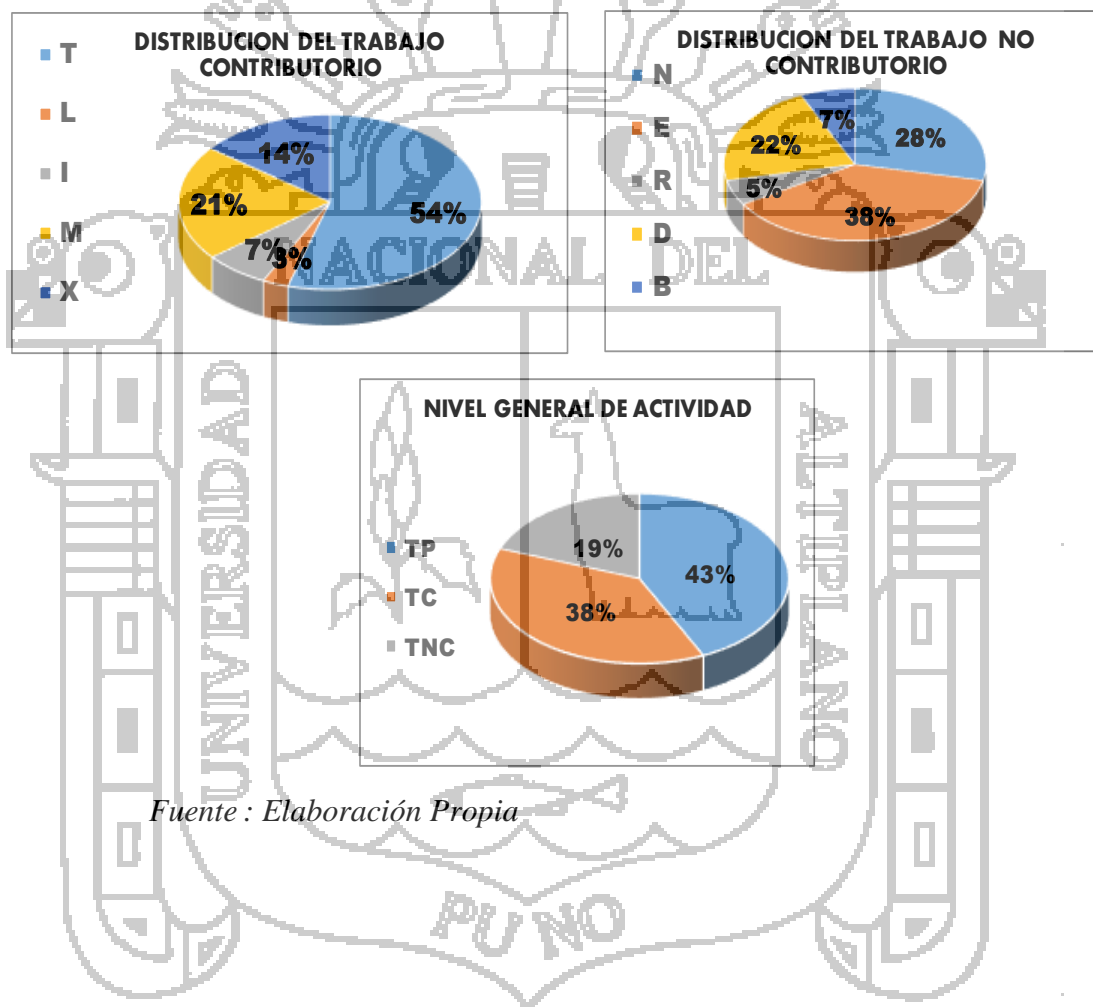 DISTRIBUCION DEL TRABAJO
CONTRIBUTORIO
T
L
I
M
X
54%
3%
7%
21%
14%
DISTRIBUCION DEL TRABAJO NO
CONTRIBUTORIO
N
E
R
D
B
28%
38%
5%
22%
7%
NIVEL GENERAL DE ACTIVIDAD
TP
TC
TNC
43%
38%
19%
Fuente : Elaboración Propia
UNIVERSIDAD
NACIONAL DEL
ALTIPLANO
PUNO